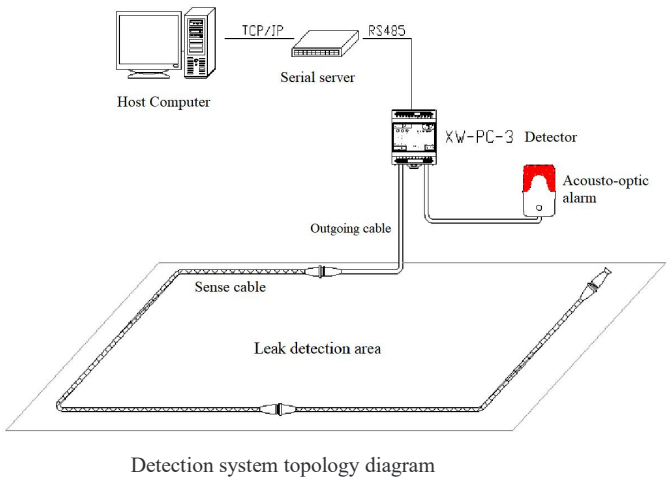 TCP/IP
RS485
Serial server
Host Computer
XW-PC-3 Detector
Acousto-optic
alarm
Outgoing cable
Sense cable
Leak detection area
Detection system topology diagram